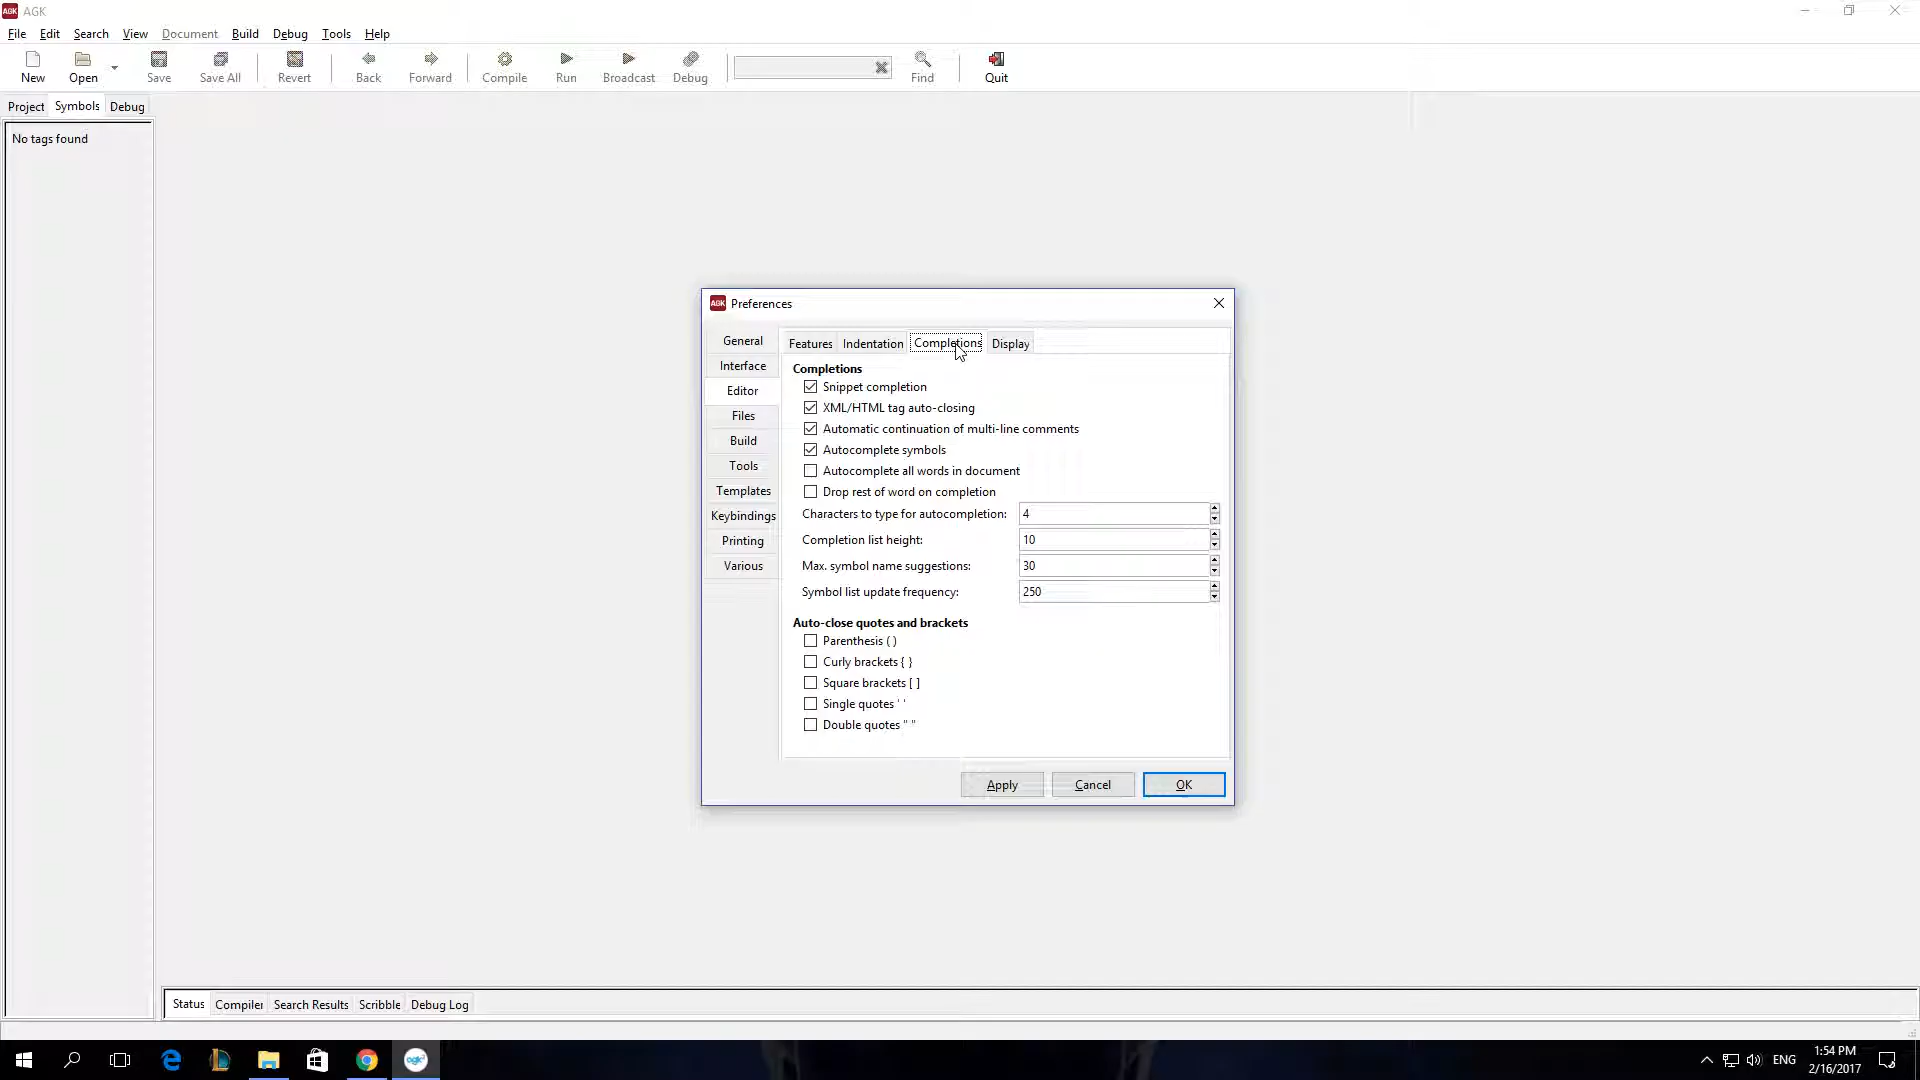 AGK AGK
File Edit Search View Document Build Debug Tools Help
New Open Save Save All Revert Back Forward Compile Run Broadcast Debug Find Quit
Project Symbols Debug
No tags found
AGK Preferences
General
Interface
Editor
Files
Build
Tools
Templates
Keybindings
Printing
Various
Features Indentation Completions Display
Completions
Snippet completion
XML/HTML tag auto-closing
Automatic continuation of multi-line comments
Autocomplete symbols
Autocomplete all words in document
Drop rest of word on completion
Characters to type for autocompletion: 4
Completion list height: 10
Max. symbol name suggestions: 30
Symbol list update frequency: 250
Auto-close quotes and brackets
Parenthesis ( )
Curly brackets { }
Square brackets [ ]
Single quotes ' '
Double quotes " "
Apply Cancel OK
Status Compiler Search Results Scribble Debug Log
agk
ENG
1:54 PM
2/16/2017